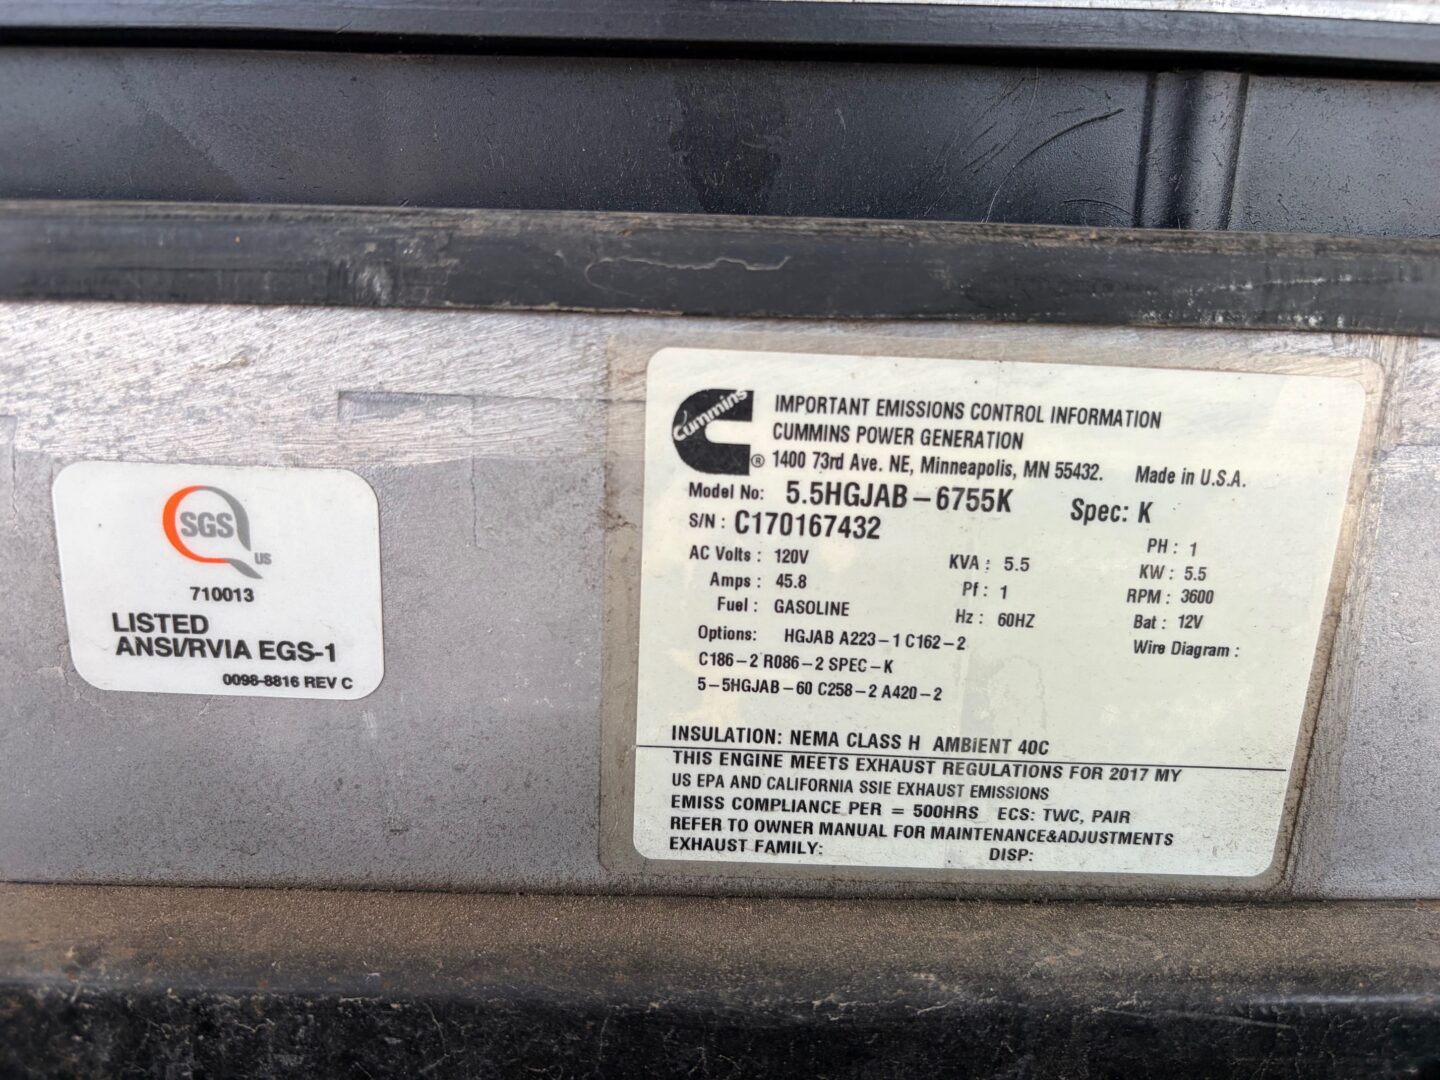 SGS
US
710013
LISTED
ANSI/RVIA EGS-1
0098-8816 REV C
Cummins
®
IMPORTANT EMISSIONS CONTROL INFORMATION
CUMMINS POWER GENERATION
1400 73rd Ave. NE, Minneapolis, MN 55432. Made in U.S.A.
Model No: 5.5HGJAB-6755K Spec: K
S/N: C170167432
AC Volts: 120V KVA: 5.5 PH: 1
Amps: 45.8 Pf: 1 KW: 5.5
Fuel: GASOLINE Hz: 60HZ RPM: 3600
Bat: 12V
Options: HGJAB A223-1 C162-2 Wire Diagram:
C186-2 R086-2 SPEC-K
5-5HGJAB-60 C258-2 A420-2
INSULATION: NEMA CLASS H AMBIENT 40C
THIS ENGINE MEETS EXHAUST REGULATIONS FOR 2017 MY
US EPA AND CALIFORNIA SSIE EXHAUST EMISSIONS
EMISS COMPLIANCE PER = 500HRS ECS: TWC, PAIR
REFER TO OWNER MANUAL FOR MAINTENANCE&ADJUSTMENTS
EXHAUST FAMILY: DISP: